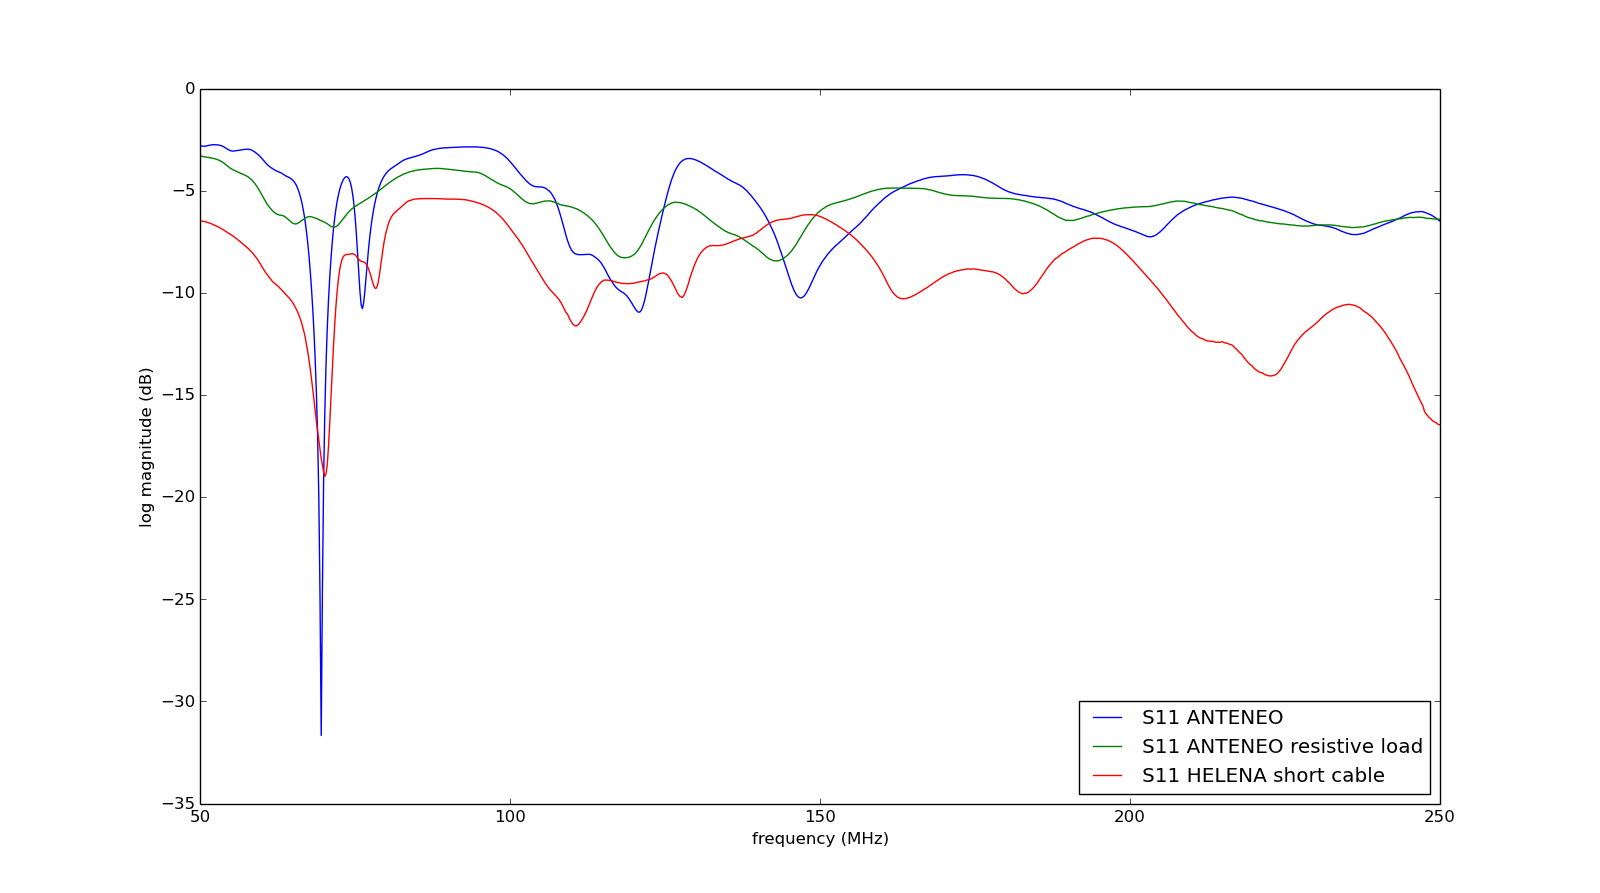 0
−5
−10
−15
−20
−25
−30
−35
log magnitude (dB)
50
100
150
200
250
frequency (MHz)
S11 ANTENEO
S11 ANTENEO resistive load
S11 HELENA short cable